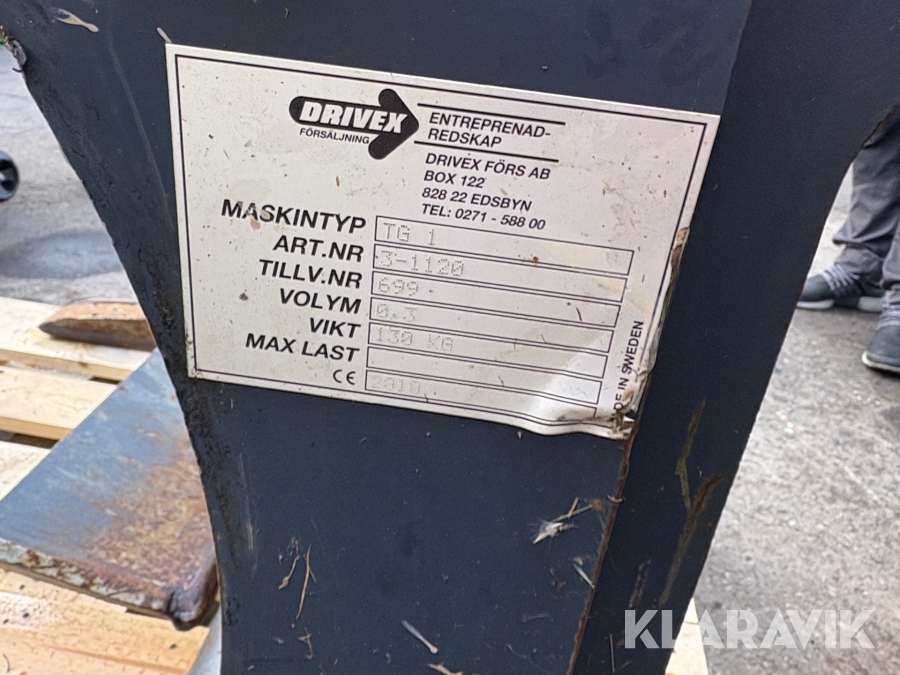 DRIVEX
FÖRSÄLJNING
ENTREPRENAD-
REDSKAP
DRIVEX FÖRS AB
BOX 122
828 22 EDSBYN
TEL: 0271 - 588 00
MASKINTYP TG 1
ART.NR 3-1120
TILLV.NR 699
VOLYM 0.3
VIKT 130 KG
MAX LAST
CE 2010
IN SWEDEN
KLARAVIK